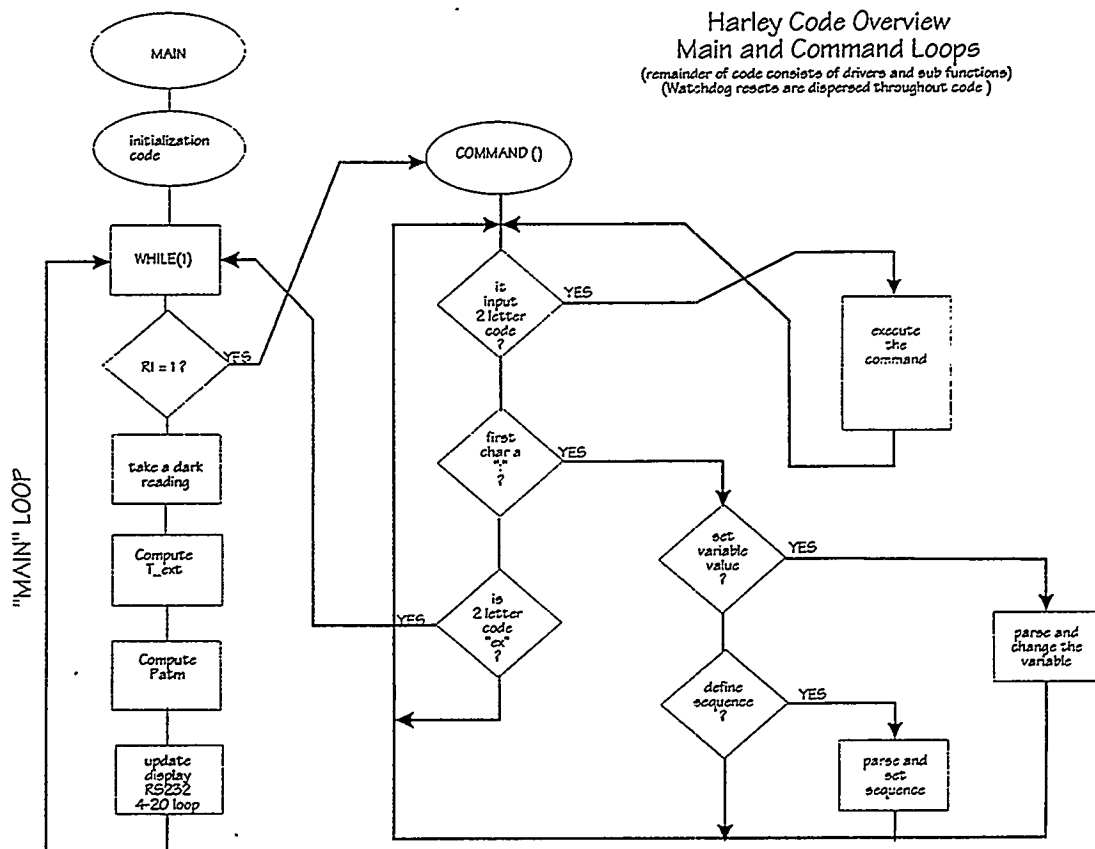 Harley Code Overview
Main and Command Loops
(remainder of code consists of drivers and sub functions)
(Watchdog resets are dispersed throughout code )
MAIN
initialization
code
WHILE(1)
RI = 1 ?
YES
take a dark
reading
Compute
T_ext
Compute
Patm
update
display
RS232
4-20 loop
"MAIN" LOOP
COMMAND ()
it
input
2 letter
code
?
YES
execute
the
command
first
char a
":"
?
YES
set
variable
value
?
YES
parse and
change the
variable
is
2 letter
code
"ex"
?
YES
define
sequence
?
YES
parse and
set
sequence